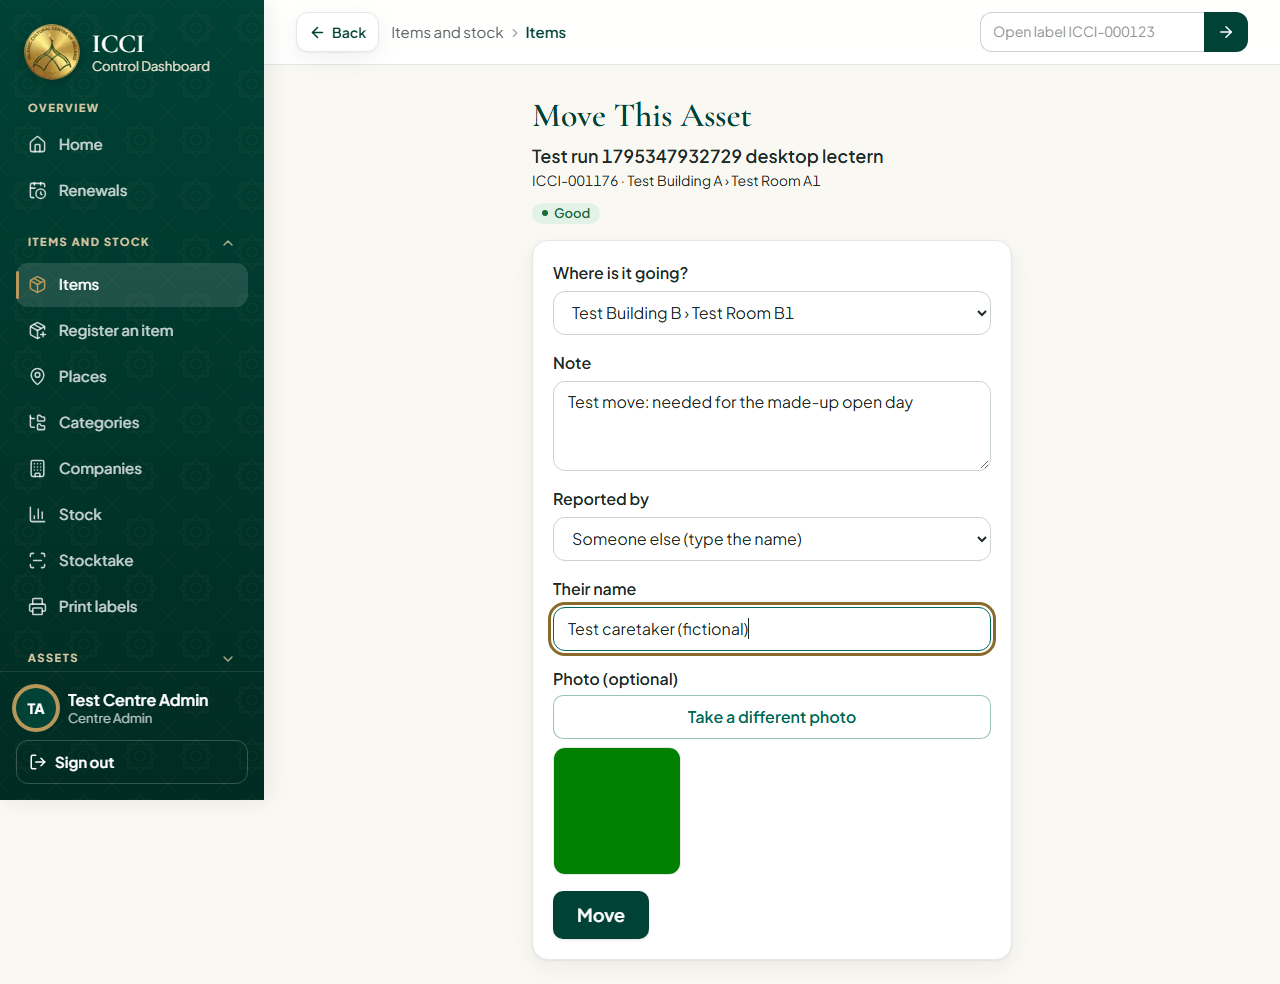 ICCI
Control Dashboard
OVERVIEW
Home
Renewals
ITEMS AND STOCK
Items
Register an item
Places
Categories
Companies
Stock
Stocktake
Print labels
ASSETS
TA
Test Centre Admin
Centre Admin
Sign out
Back
Items and stock › Items
Open label ICCI-000123
Move This Asset
Test run 1795347932729 desktop lectern
ICCI-001176 · Test Building A › Test Room A1
Good
Where is it going?
Test Building B › Test Room B1
Note
Test move: needed for the made-up open day
Reported by
Someone else (type the name)
Their name
Test caretaker (fictional)
Photo (optional)
Take a different photo
Move